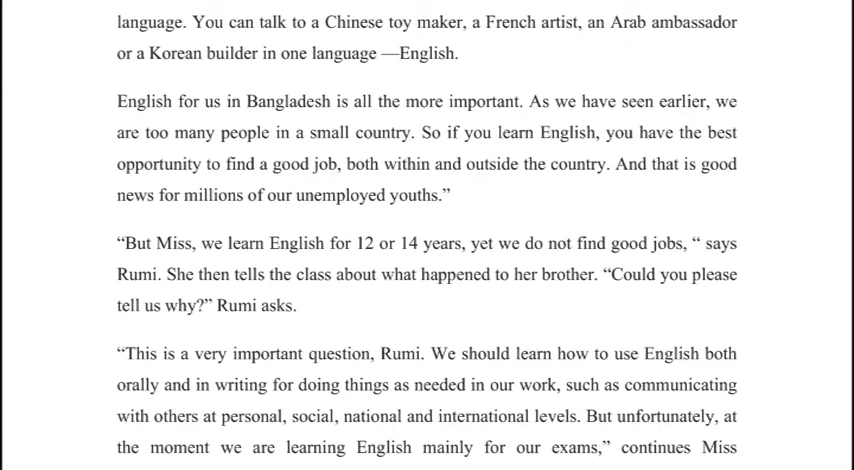 language. You can talk to a Chinese toy maker, a French artist, an Arab ambassador
or a Korean builder in one language —English.
English for us in Bangladesh is all the more important. As we have seen earlier, we
are too many people in a small country. So if you learn English, you have the best
opportunity to find a good job, both within and outside the country. And that is good
news for millions of our unemployed youths.”
“But Miss, we learn English for 12 or 14 years, yet we do not find good jobs, “ says
Rumi. She then tells the class about what happened to her brother. “Could you please
tell us why?” Rumi asks.
“This is a very important question, Rumi. We should learn how to use English both
orally and in writing for doing things as needed in our work, such as communicating
with others at personal, social, national and international levels. But unfortunately, at
the moment we are learning English mainly for our exams,” continues Miss